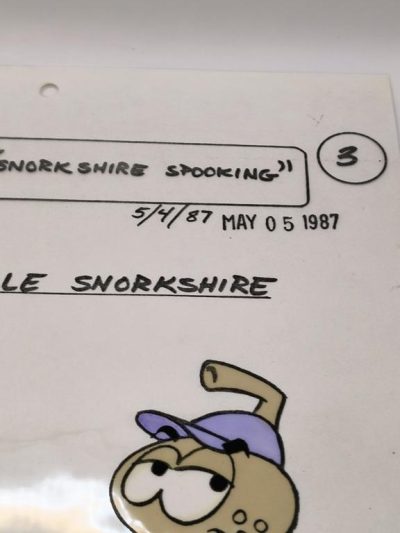 "SNORKSHIRE SPOOKING" 3
5/4/87 MAY 05 1987
LE SNORKSHIRE